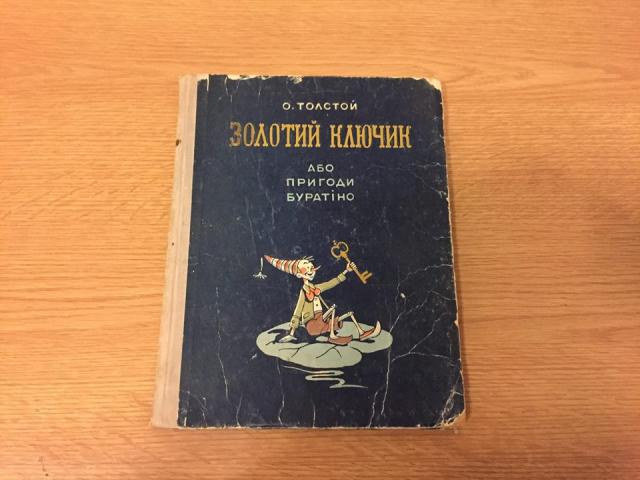 О. ТОЛСТОЙ
ЗОЛОТИЙ КЛЮЧИК
АБО
ПРИГОДИ
БУРАТІНО